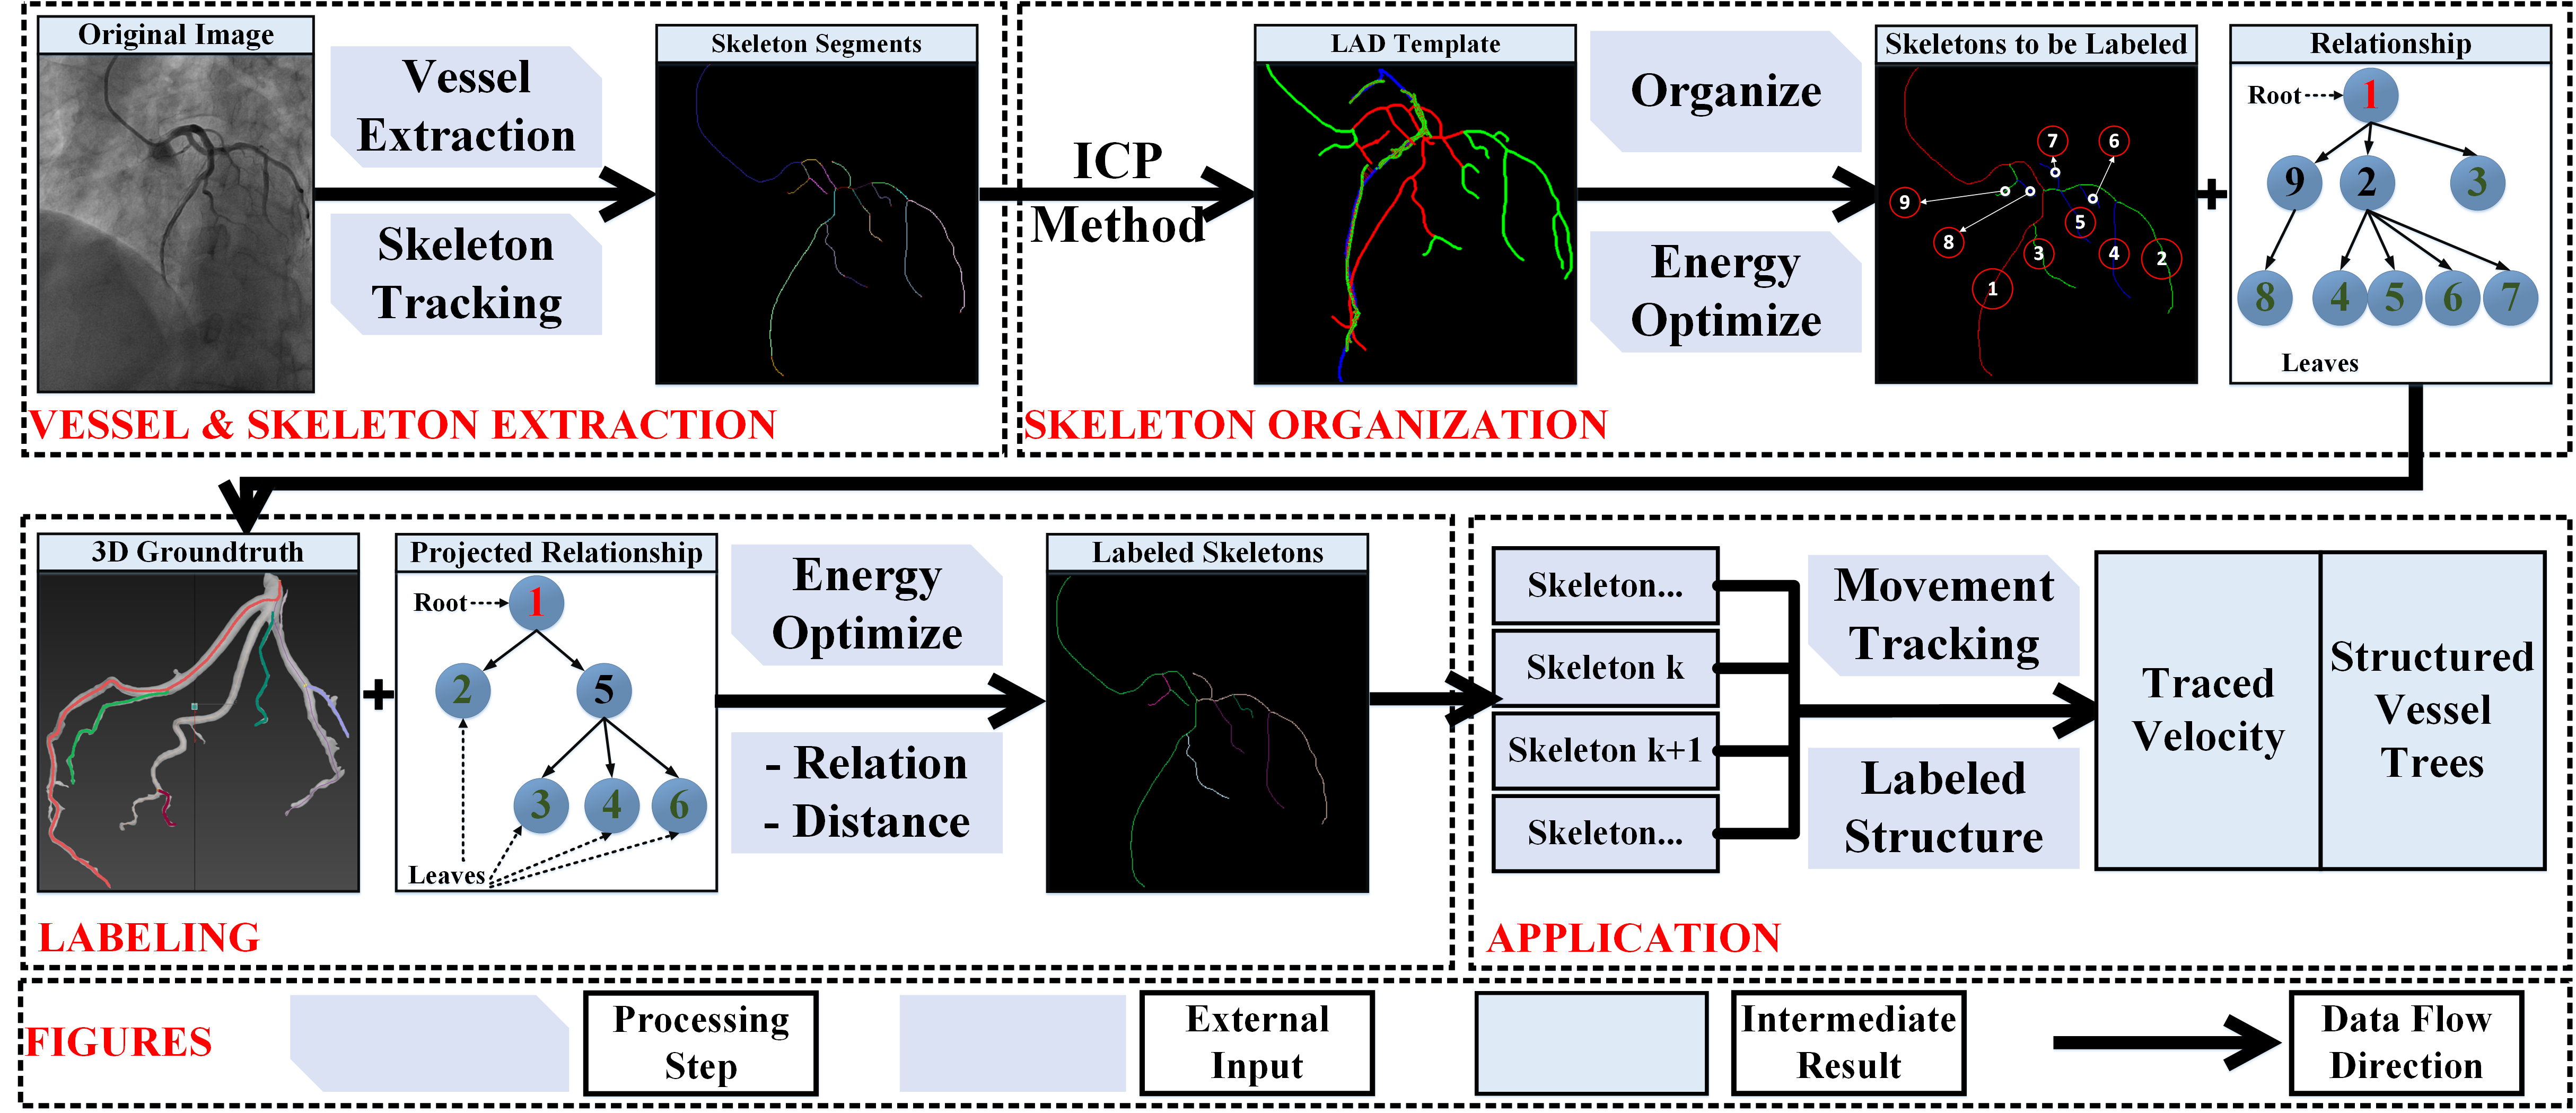 Original Image
Vessel
Extraction
Skeleton
Tracking
Skeleton Segments
VESSEL & SKELETON EXTRACTION
ICP
Method
LAD Template
Organize
Energy
Optimize
Skeletons to be Labeled
7
6
9
8
5
3
4
2
1
Relationship
Root
1
9
2
3
8
4
5
6
7
Leaves
+
SKELETON ORGANIZATION
3D Groundtruth
+
Projected Relationship
Root
1
2
5
3
4
6
Leaves
Energy
Optimize
- Relation
- Distance
Labeled Skeletons
LABELING
Skeleton...
Skeleton k
Skeleton k+1
Skeleton...
Movement
Tracking
Labeled
Structure
Traced
Velocity
Structured
Vessel
Trees
APPLICATION
FIGURES
Processing
Step
External
Input
Intermediate
Result
Data Flow
Direction